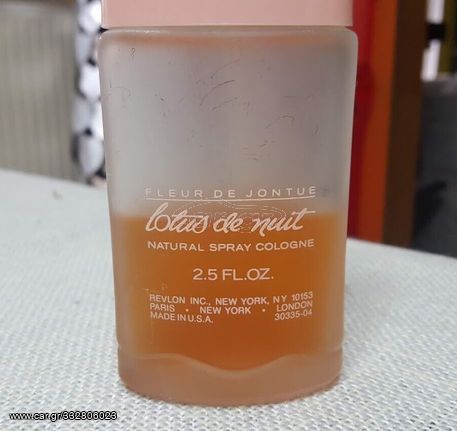 FLEUR DE JONTUE
lotus de nuit
NATURAL SPRAY COLOGNE
2.5 FL.OZ.
REVLON INC., NEW YORK, NY 10153
PARIS • NEW YORK • LONDON
MADE IN U.S.A. 30335-04
www.car.gr/332806023